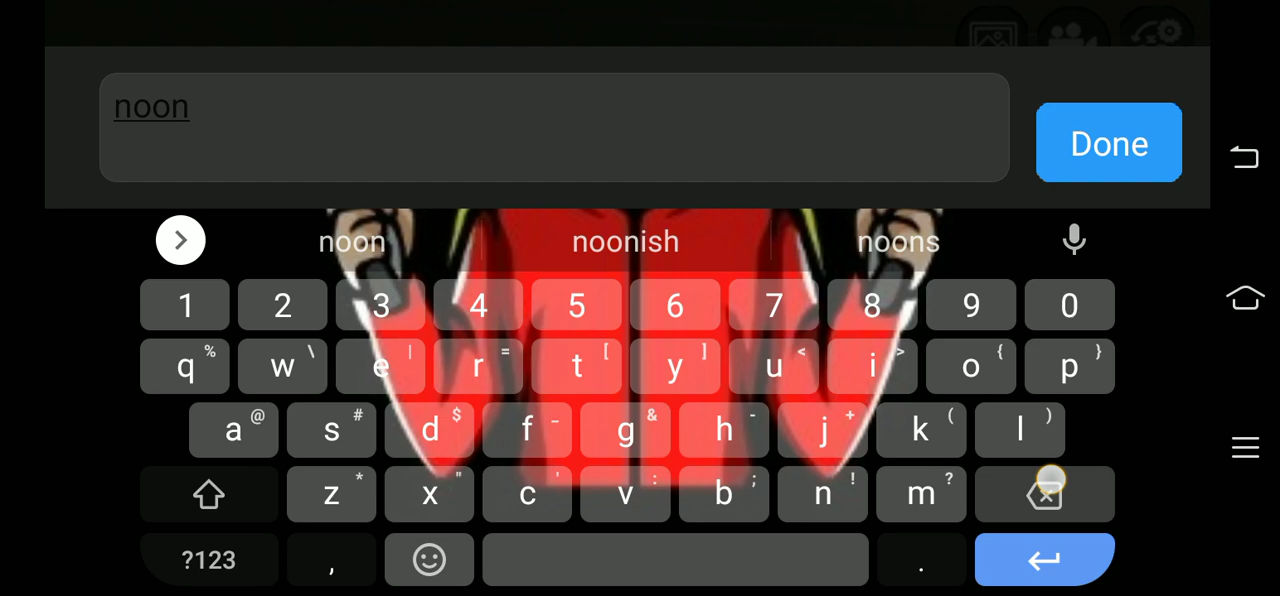 noon
Done
noon noonish noons
1 2 3 4 5 6 7 8 9 0
q % w \ e | r = t [ y ] u < i > o { p }
a @ s # d $ f _ g & h - j + k ( l )
z * x " c ' v : b ; n ! m ?
?123 , .